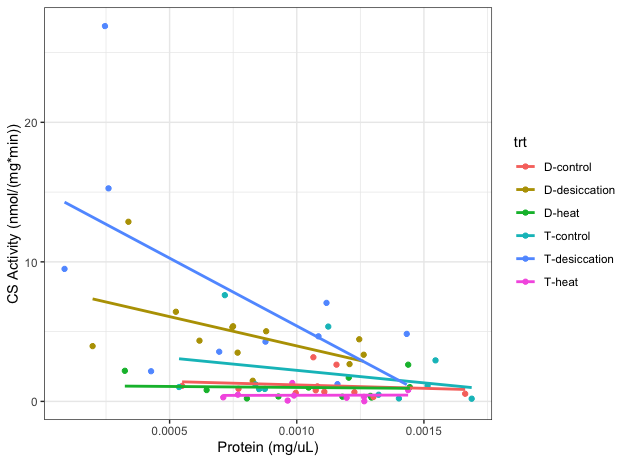 CS Activity (nmol/(mg*min))
20
10
0
0.0005
0.0010
0.0015
Protein (mg/uL)
trt
D-control
D-desiccation
D-heat
T-control
T-desiccation
T-heat